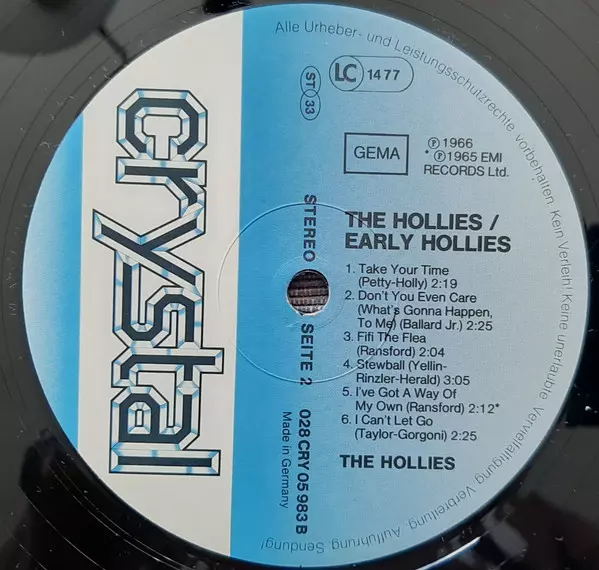 Alle Urheber- und Leistungsschutzrechte vorbehalten. Kein Verleih! Keine unerlaubte Vervielfältigung, Verbreitung, Aufführung, Sendung!
crystal
ST 33
LC 1477
GEMA
Ⓟ 1966
* Ⓟ 1965 EMI
RECORDS Ltd.
STEREO
SEITE 2
028 CRY 05 983 B
Made in Germany
THE HOLLIES /
EARLY HOLLIES
1. Take Your Time
(Petty-Holly) 2:19
2. Don't You Even Care
(What's Gonna Happen,
To Me) (Ballard Jr.) 2:25
3. Fifi The Flea
(Ransford) 2:04
4. Stewball (Yellin-
Rinzler-Herald) 3:05
5. I've Got A Way Of
My Own (Ransford) 2:12*
6. I Can't Let Go
(Taylor-Gorgoni) 2:25
THE HOLLIES